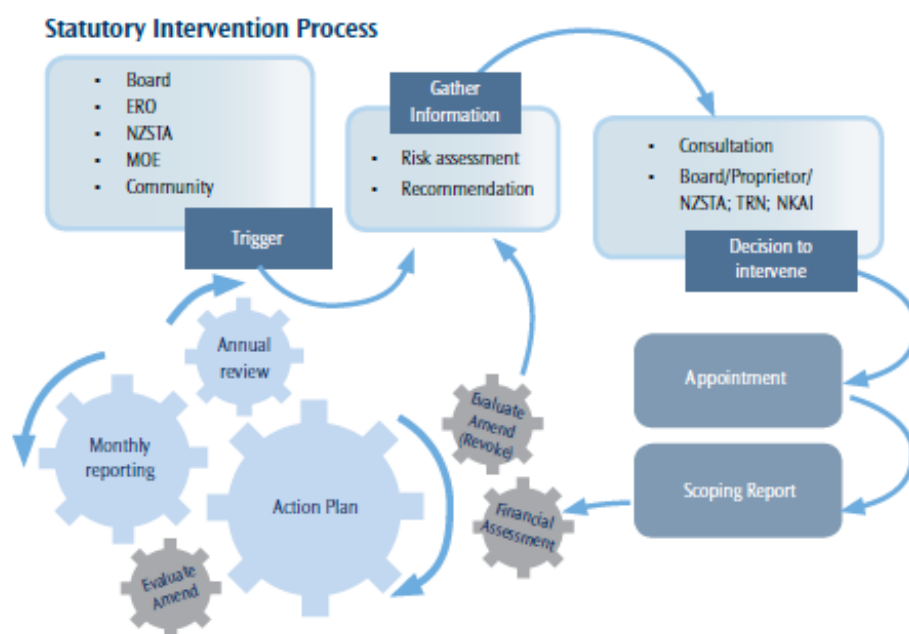 Statutory Intervention Process
Board
ERO
NZSTA
MOE
Community
Trigger
Gather
Information
Risk assessment
Recommendation
Consultation
Board/Proprietor/
NZSTA; TRN; NKAI
Decision to
intervene
Appointment
Scoping Report
Financial
Assessment
Evaluate
Amend
(Revoke)
Action Plan
Evaluate
Amend
Monthly
reporting
Annual
review